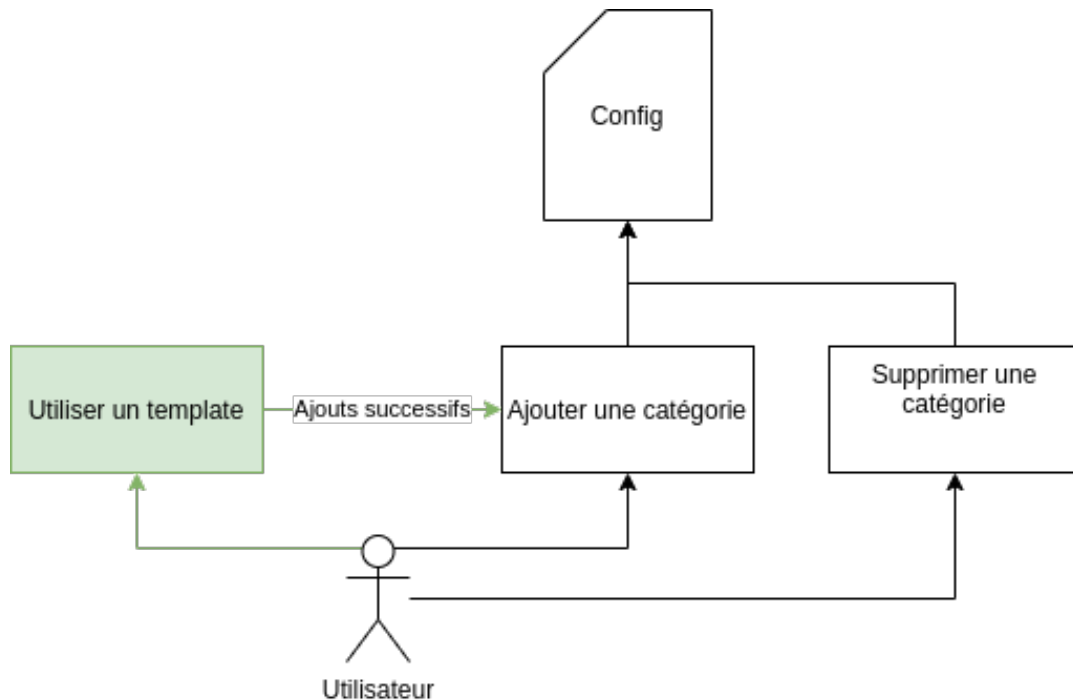 Config
Utiliser un template
Ajouts successifs
Ajouter une catégorie
Supprimer une
catégorie
Utilisateur